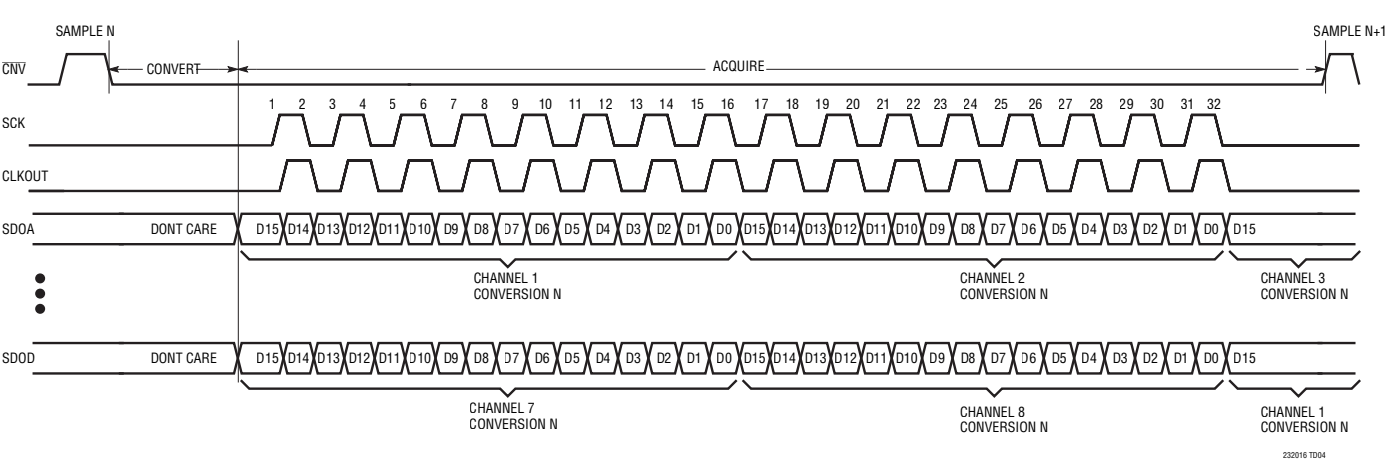 SAMPLE N SAMPLE N+1
CNV CONVERT ACQUIRE
1 2 3 4 5 6 7 8 9 10 11 12 13 14 15 16 17 18 19 20 21 22 23 24 25 26 27 28 29 30 31 32
SCK
CLKOUT
SDOA DONT CARE D15 D14 D13 D12 D11 D10 D9 D8 D7 D6 D5 D4 D3 D2 D1 D0 D15 D14 D13 D12 D11 D10 D9 D8 D7 D6 D5 D4 D3 D2 D1 D0 D15
CHANNEL 1 CHANNEL 2 CHANNEL 3
CONVERSION N CONVERSION N CONVERSION N
SDOD DONT CARE D15 D14 D13 D12 D11 D10 D9 D8 D7 D6 D5 D4 D3 D2 D1 D0 D15 D14 D13 D12 D11 D10 D9 D8 D7 D6 D5 D4 D3 D2 D1 D0 D15
CHANNEL 7 CHANNEL 8 CHANNEL 1
CONVERSION N CONVERSION N CONVERSION N
232016 TD04